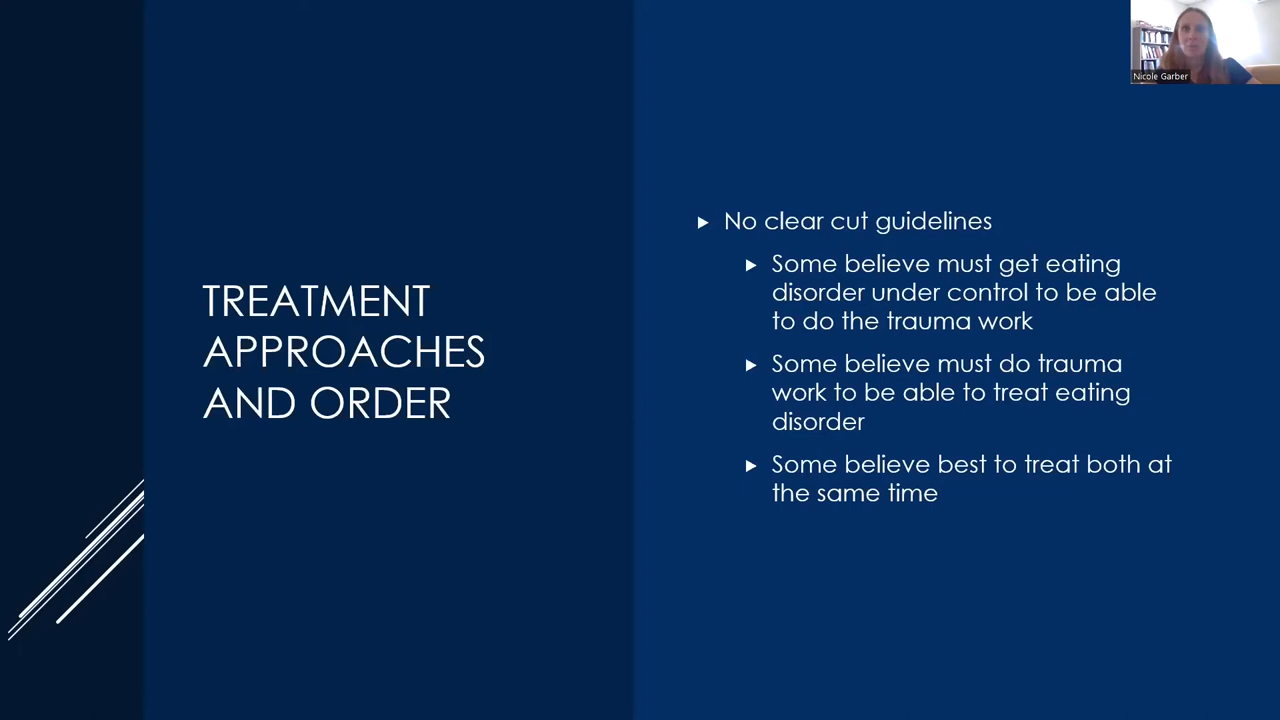 Nicole Garber
TREATMENT
APPROACHES
AND ORDER
No clear cut guidelines
Some believe must get eating
disorder under control to be able
to do the trauma work
Some believe must do trauma
work to be able to treat eating
disorder
Some believe best to treat both at
the same time